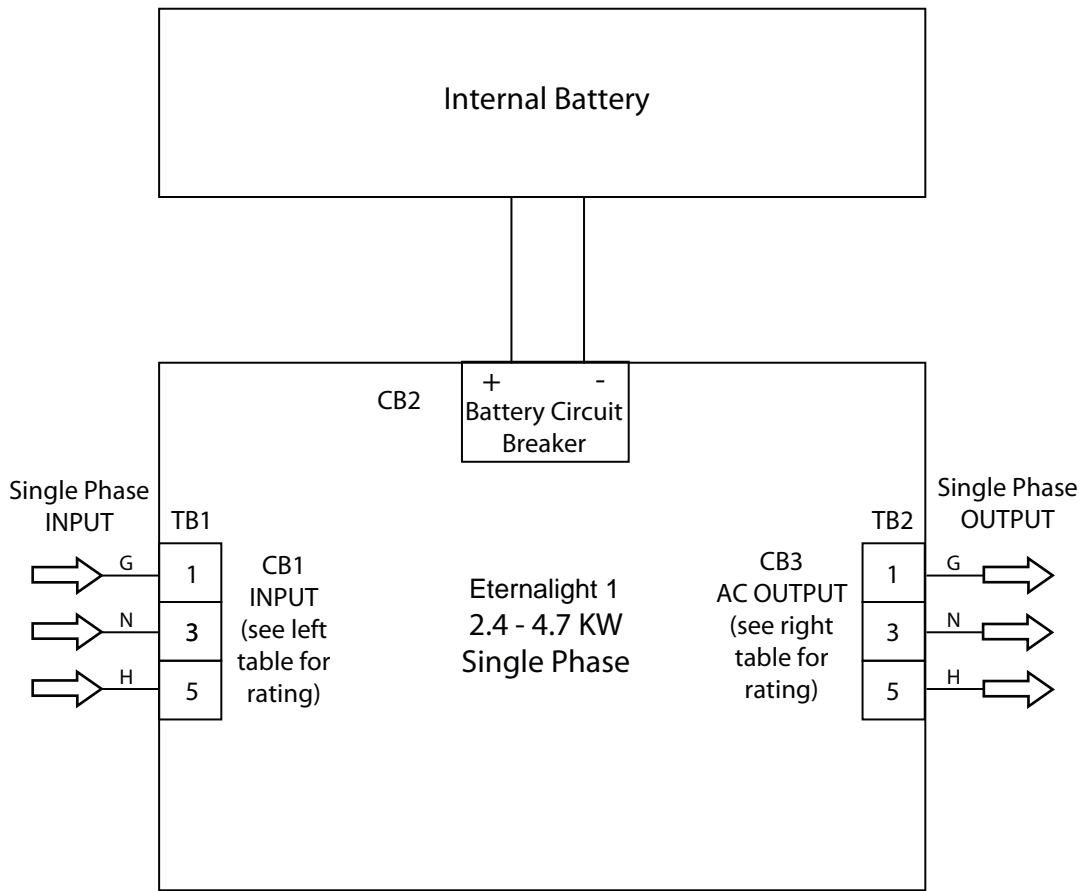 Internal Battery
CB2
+ -
Battery Circuit
Breaker
Single Phase
INPUT
TB1
G
1
N
3
H
5
CB1
INPUT
(see left
table for
rating)
Eternalight 1
2.4 - 4.7 KW
Single Phase
CB3
AC OUTPUT
(see right
table for
rating)
TB2
1
G
3
N
5
H
Single Phase
OUTPUT